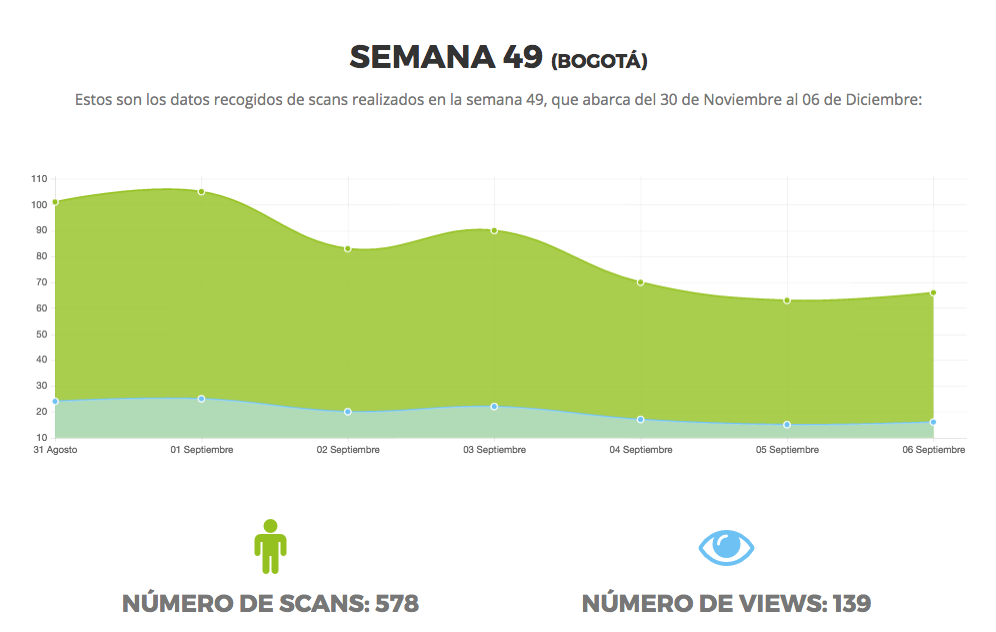 SEMANA 49 (BOGOTÁ)
Estos son los datos recogidos de scans realizados en la semana 49, que abarca del 30 de Noviembre al 06 de Diciembre:
110
100
90
80
70
60
50
40
30
20
10
31 Agosto 01 Septiembre 02 Septiembre 03 Septiembre 04 Septiembre 05 Septiembre 06 Septiembre
NÚMERO DE SCANS: 578 NÚMERO DE VIEWS: 139